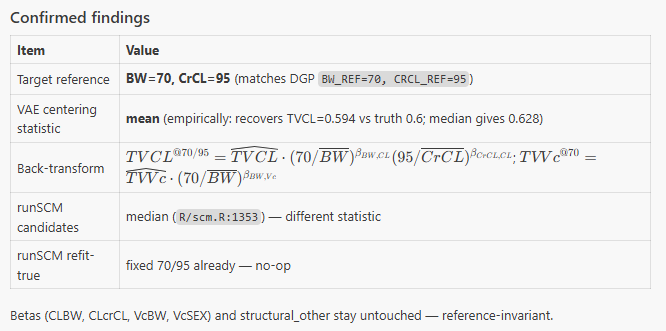 Confirmed findings
Item Value
Target reference BW=70, CrCL=95 (matches DGP BW_REF=70, CRCL_REF=95)
VAE centering
statistic
mean (empirically: recovers TVCL=0.594 vs truth 0.6; median gives 0.628)
Back-transform
$TVCL^{@70/95} = \widehat{TVCL} \cdot (70/\overline{BW})^{\beta_{BW,CL}} (95/\overline{CrCL})^{\beta_{CrCL,CL}}; TVVc^{@70} =$
$\widehat{TVVc} \cdot (70/\overline{BW})^{\beta_{BW,Vc}}$
runSCM
candidates
median (R/scm.R:1353) — different statistic
runSCM refit-
true
fixed 70/95 already — no-op
Betas (CLBW, CLcrCL, VcBW, VcSEX) and structural_other stay untouched — reference-invariant.